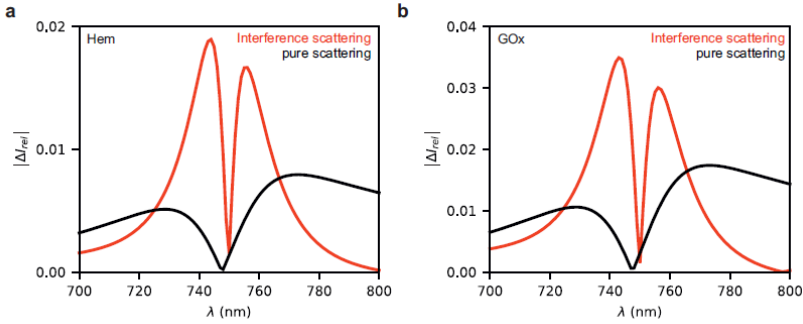 a
Hem
Interference scattering
pure scattering
0.02
0.01
0.00
|ΔI_rel|
700 720 740 760 780 800
λ (nm)
b
GOx
Interference scattering
pure scattering
0.04
0.03
0.02
0.01
0.00
|ΔI_rel|
700 720 740 760 780 800
λ (nm)